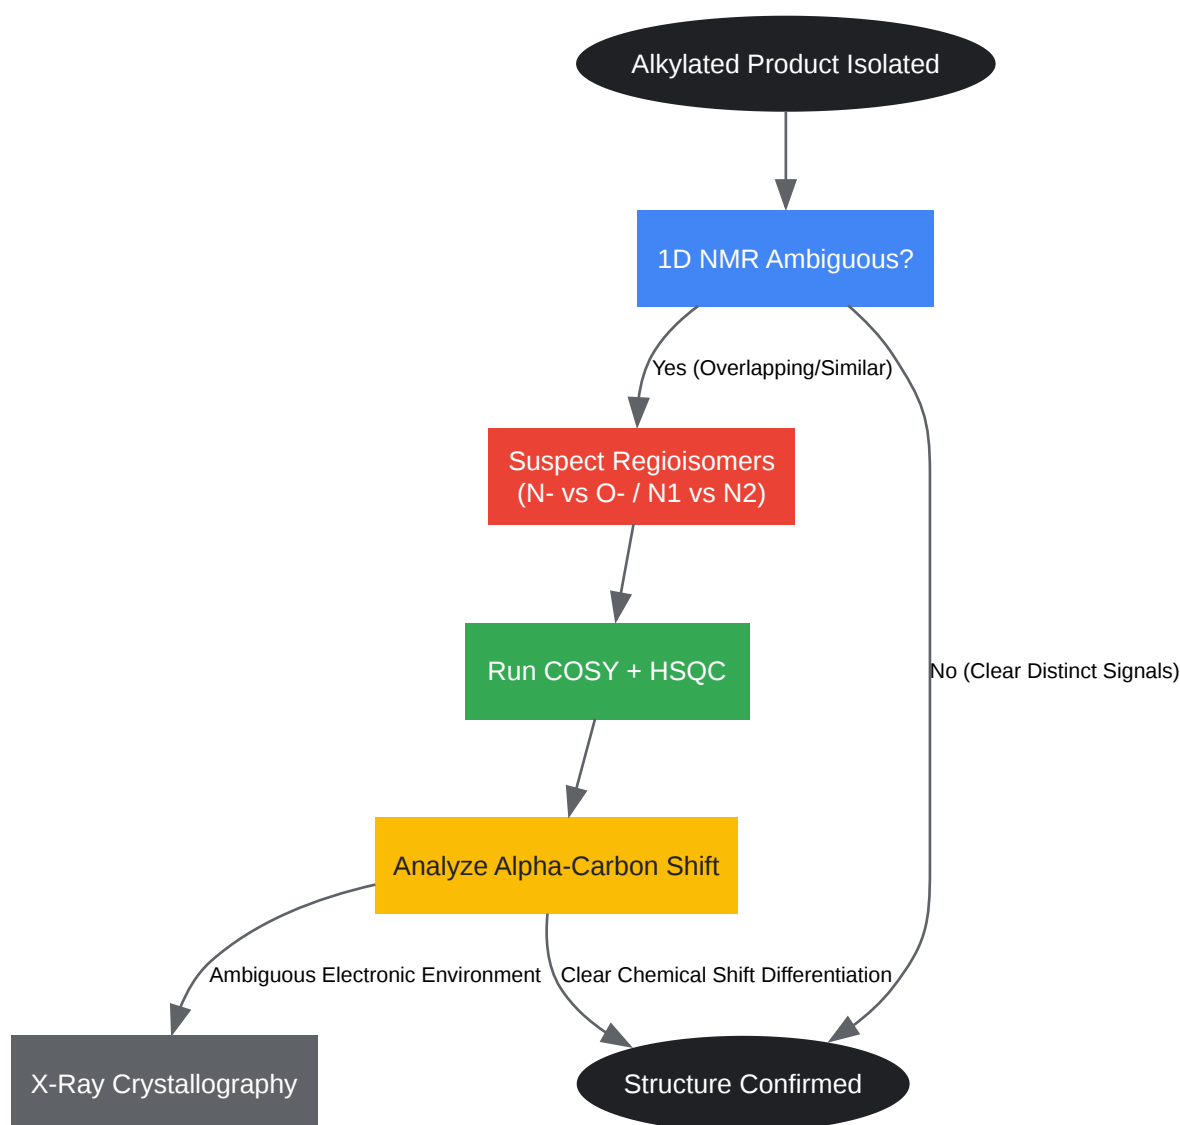 Alkylated Product Isolated
1D NMR Ambiguous?
Yes (Overlapping/Similar)
Suspect Regioisomers
(N- vs O- / N1 vs N2)
Run COSY + HSQC
No (Clear Distinct Signals)
Analyze Alpha-Carbon Shift
Ambiguous Electronic Environment
Clear Chemical Shift Differentiation
X-Ray Crystallography
Structure Confirmed